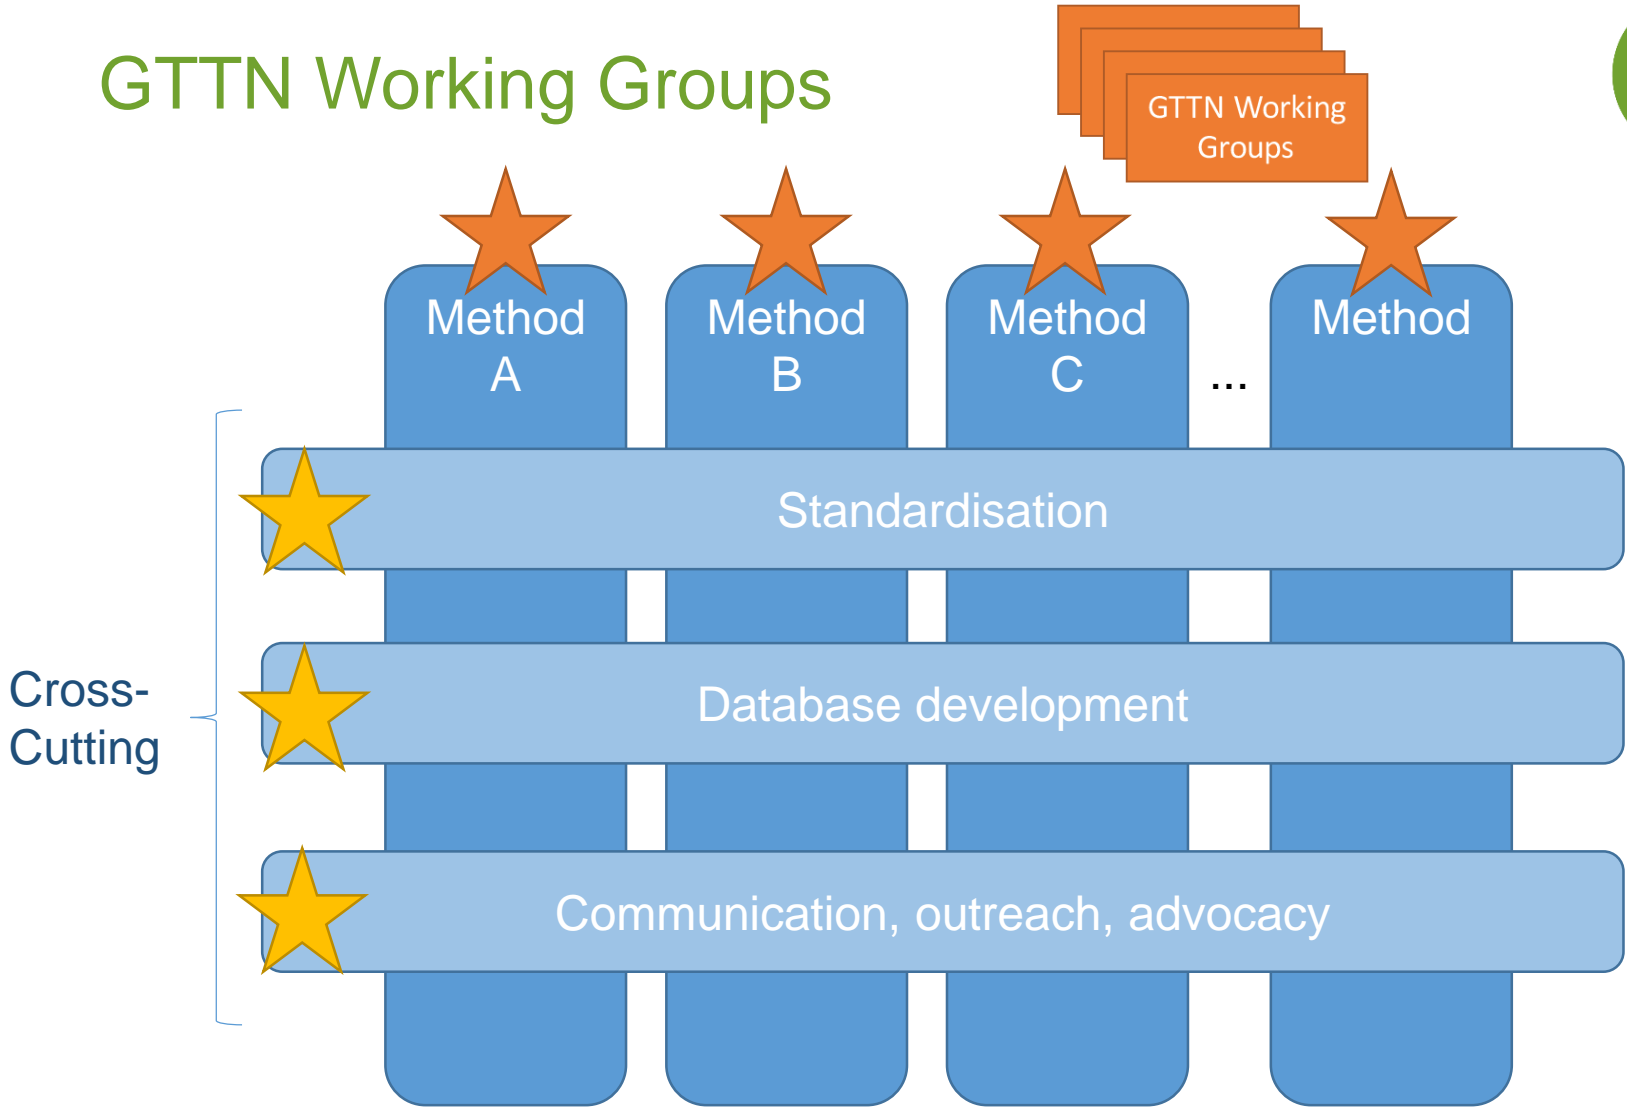 GTTN Working Groups
GTTN Working
Groups
Method
A
Method
B
Method
C
...
Method
Standardisation
Cross-
Cutting
Database development
Communication, outreach, advocacy